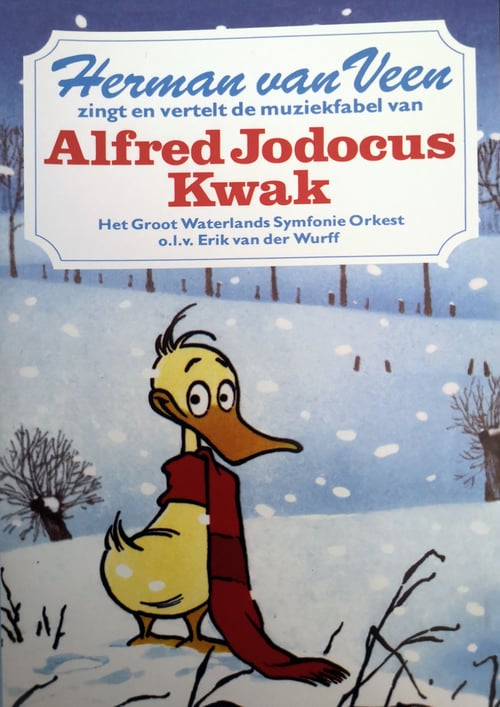 Herman van Veen
zingt en vertelt de muziekfabel van
Alfred Jodocus
Kwak
Het Groot Waterlands Symfonie Orkest
o.l.v. Erik van der Wurff